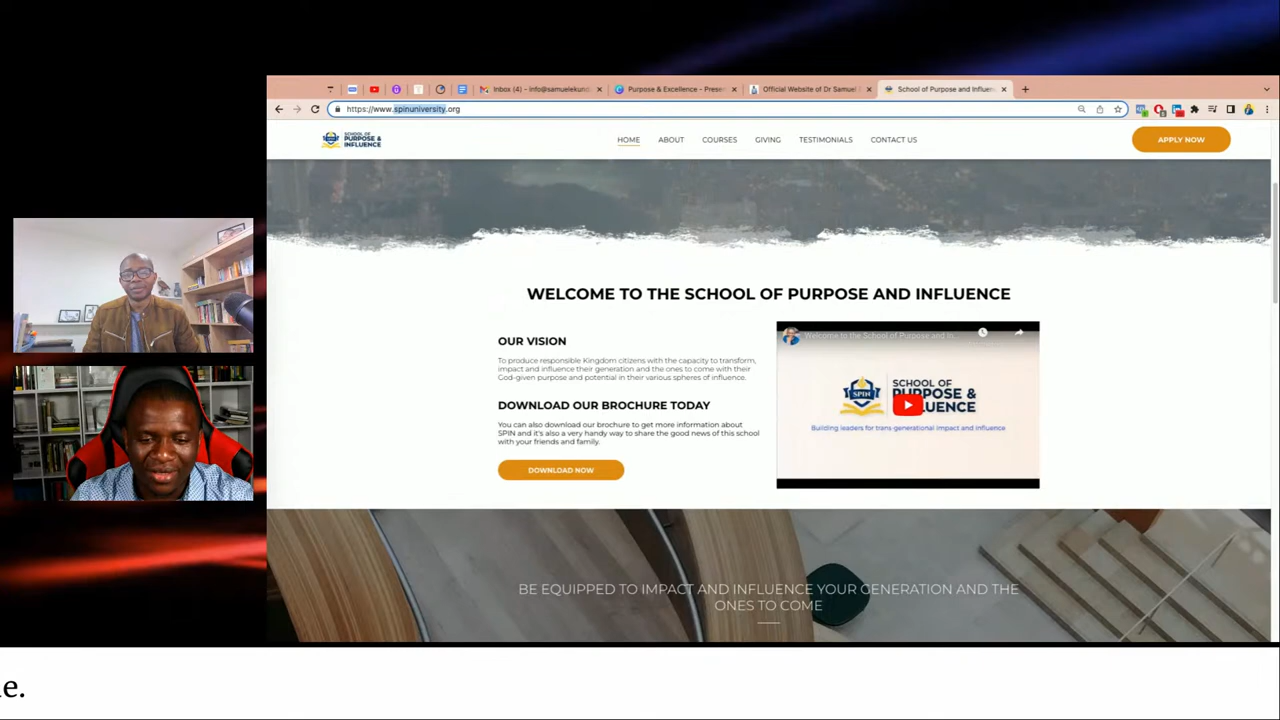 Inbox (4) - info@samuelekund
Purpose & Excellence - Presen
Official Website of Dr Samuel
School of Purpose and Influen
https://www.spinuniversity.org
SCHOOL OF
PURPOSE &
INFLUENCE
HOME
ABOUT
COURSES
GIVING
TESTIMONIALS
CONTACT US
APPLY NOW
WELCOME TO THE SCHOOL OF PURPOSE AND INFLUENCE
OUR VISION
To produce responsible Kingdom citizens with the capacity to transform,
impact and influence their generation and the ones to come with their
God-given purpose and potential in their various spheres of influence.
DOWNLOAD OUR BROCHURE TODAY
You can also download our brochure to get more information about
SPIN and it's also a very handy way to share the good news of this school
with your friends and family.
DOWNLOAD NOW
Welcome to the School of Purpose and In...
SPIN
SCHOOL OF
PURPOSE &
INFLUENCE
Building leaders for trans-generational impact and influence
BE EQUIPPED TO IMPACT AND INFLUENCE YOUR GENERATION AND THE
ONES TO COME
e.